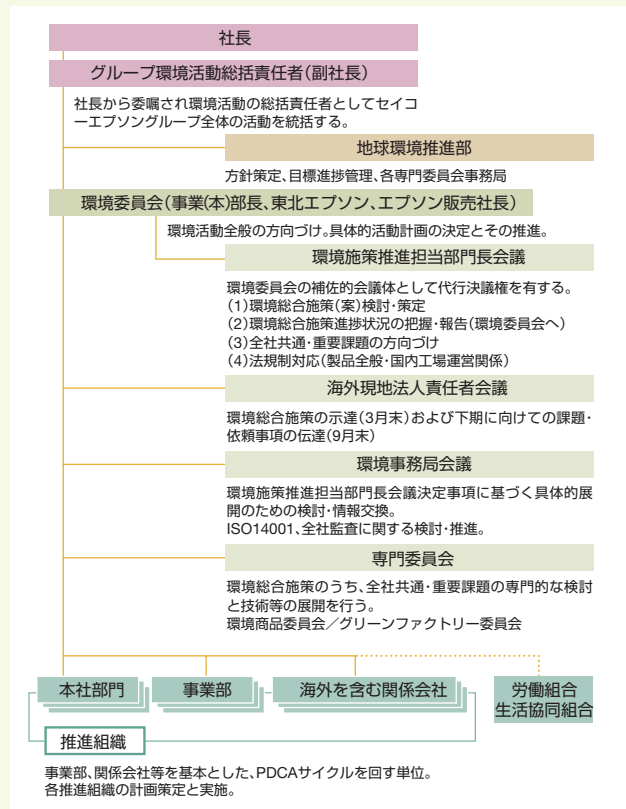 社長
グループ環境活動総括責任者(副社長)
社長から委嘱され環境活動の総括責任者としてセイコ
ーエプソングループ全体の活動を統括する。
地球環境推進部
方針策定、目標進捗管理、各専門委員会事務局
環境委員会(事業(本)部長、東北エプソン、エプソン販売社長)
環境活動全般の方向づけ。具体的活動計画の決定とその推進。
環境施策推進担当部門長会議
環境委員会の補佐的会議体として代行決議権を有する。
(1)環境総合施策(案)検討・策定
(2)環境総合施策進捗状況の把握・報告(環境委員会へ)
(3)全社共通・重要課題の方向づけ
(4)法規制対応(製品全般・国内工場運営関係)
海外現地法人責任者会議
環境総合施策の示達(3月末)および下期に向けての課題・
依頼事項の伝達(9月末)
環境事務局会議
環境施策推進担当部門長会議決定事項に基づく具体的展
開のための検討・情報交換。
ISO14001、全社監査に関する検討・推進。
専門委員会
環境総合施策のうち、全社共通・重要課題の専門的な検討
と技術等の展開を行う。
環境商品委員会/グリーンファクトリー委員会
本社部門
事業部
海外を含む関係会社
労働組合
生活協同組合
推進組織
事業部、関係会社等を基本とした、PDCAサイクルを回す単位。
各推進組織の計画策定と実施。